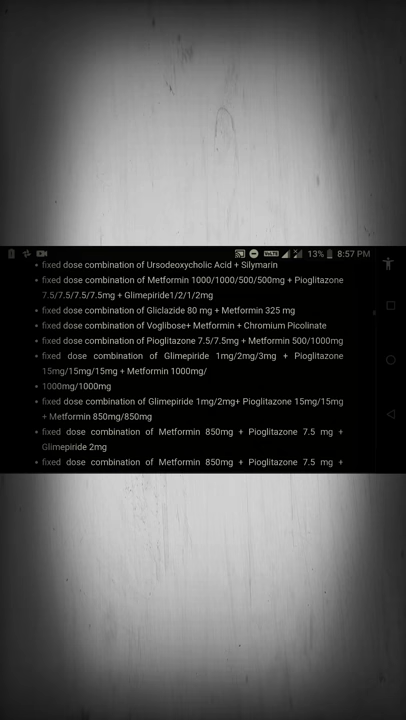 VoLTE 13% 8:57 PM
• fixed dose combination of Ursodeoxycholic Acid + Silymarin
• fixed dose combination of Metformin 1000/1000/500/500mg + Pioglitazone
7.5/7.5/7.5/7.5mg + Glimepiride1/2/1/2mg
• fixed dose combination of Gliclazide 80 mg + Metformin 325 mg
• fixed dose combination of Voglibose+ Metformin + Chromium Picolinate
• fixed dose combination of Pioglitazone 7.5/7.5mg + Metformin 500/1000mg
• fixed dose combination of Glimepiride 1mg/2mg/3mg + Pioglitazone
15mg/15mg/15mg + Metformin 1000mg/
• 1000mg/1000mg
• fixed dose combination of Glimepiride 1mg/2mg+ Pioglitazone 15mg/15mg
+ Metformin 850mg/850mg
• fixed dose combination of Metformin 850mg + Pioglitazone 7.5 mg +
Glimepiride 2mg
• fixed dose combination of Metformin 850mg + Pioglitazone 7.5 mg +